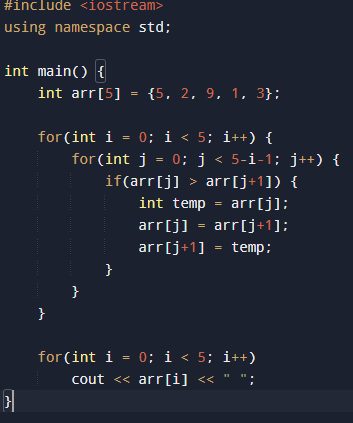 #include <iostream>
using namespace std;

int main() {
    int arr[5] = {5, 2, 9, 1, 3};

    for(int i = 0; i < 5; i++) {
        for(int j = 0; j < 5-i-1; j++) {
            if(arr[j] > arr[j+1]) {
                int temp = arr[j];
                arr[j] = arr[j+1];
                arr[j+1] = temp;
            }
        }
    }

    for(int i = 0; i < 5; i++)
        cout << arr[i] << " ";
}